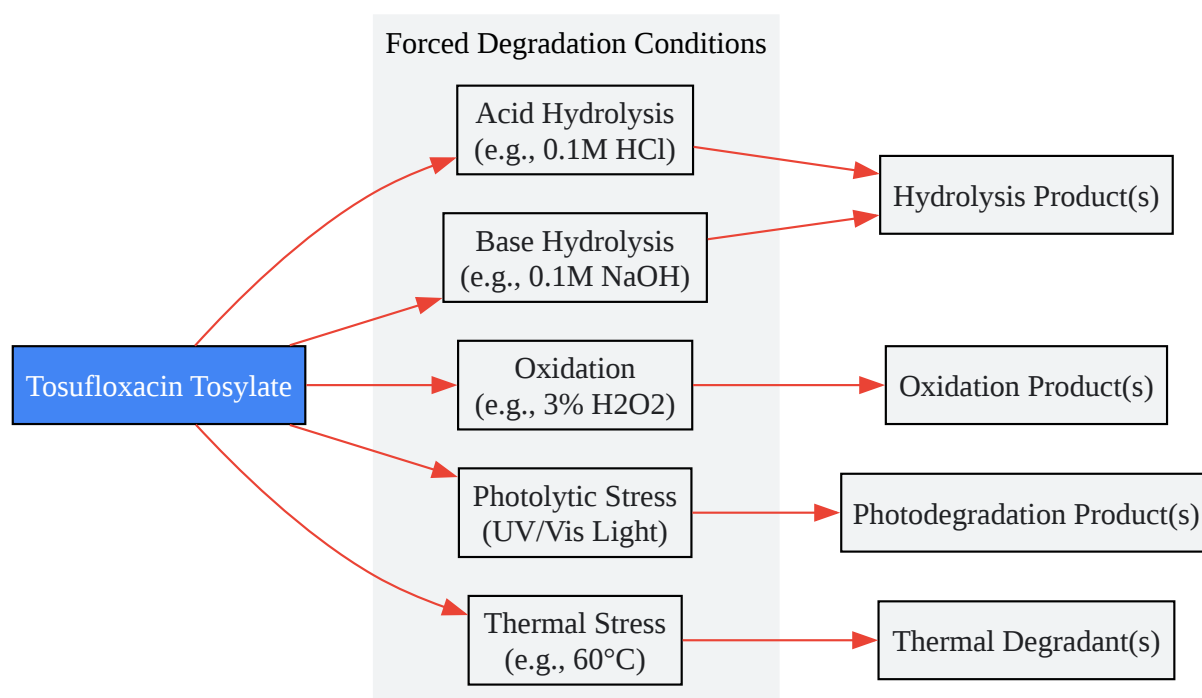 Forced Degradation Conditions
Acid Hydrolysis
(e.g., 0.1M HCl)
Hydrolysis Product(s)
Base Hydrolysis
(e.g., 0.1M NaOH)
Tosufloxacin Tosylate
Oxidation
(e.g., 3% H2O2)
Oxidation Product(s)
Photolytic Stress
(UV/Vis Light)
Photodegradation Product(s)
Thermal Stress
(e.g., 60°C)
Thermal Degradant(s)